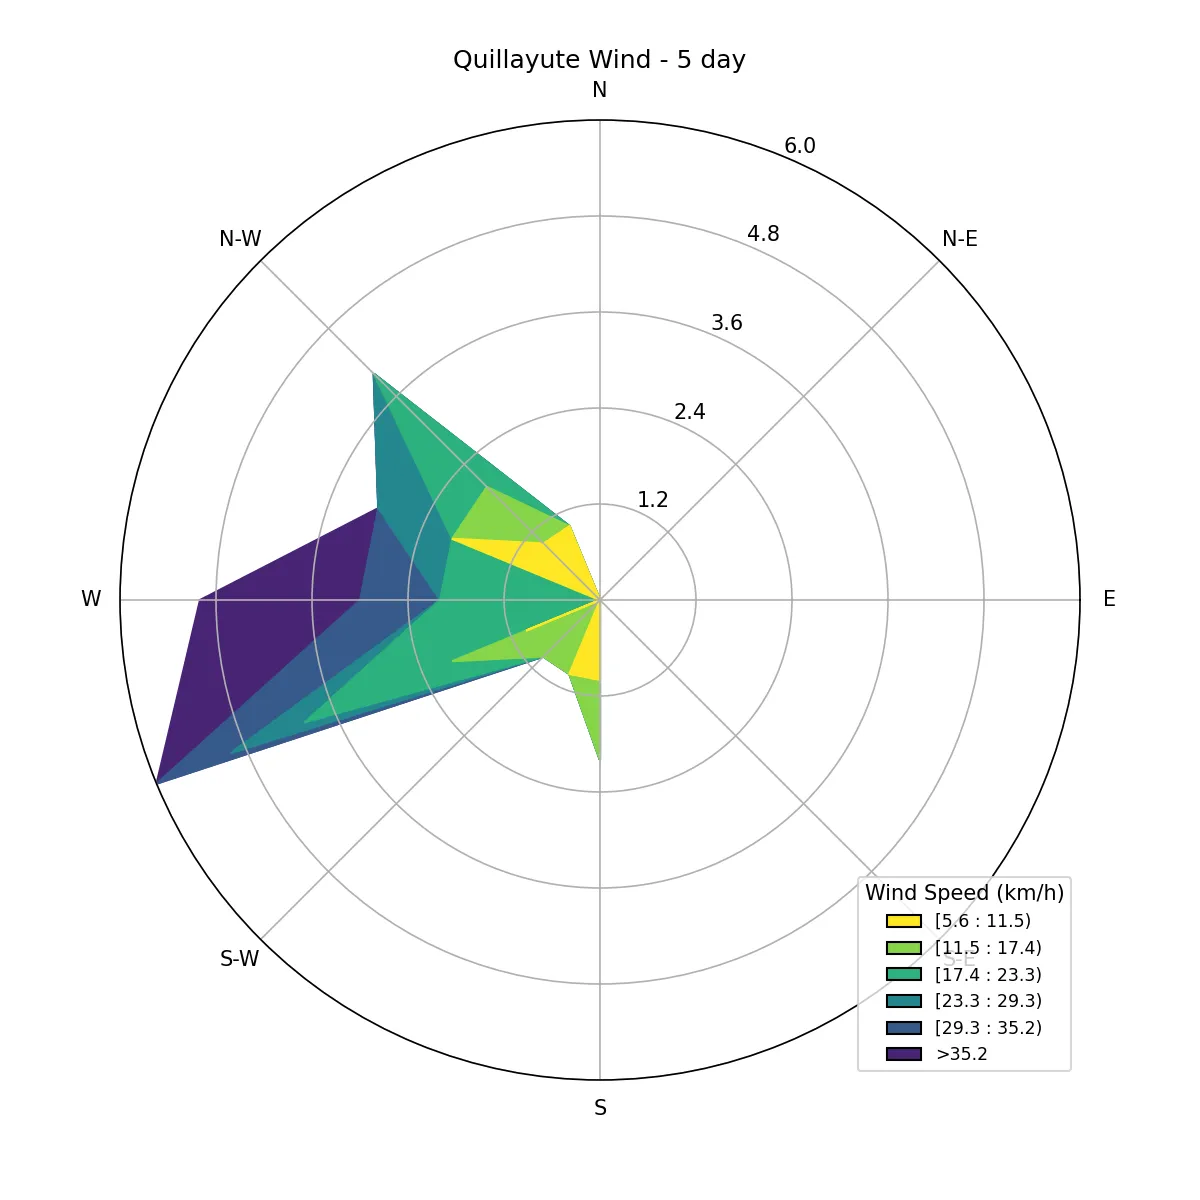 Quillayute Wind - 5 day
N
6.0
N-W
N-E
4.8
3.6
2.4
1.2
W
E
S-W
S-E
S
Wind Speed (km/h)
[5.6 : 11.5)
[11.5 : 17.4)
[17.4 : 23.3)
[23.3 : 29.3)
[29.3 : 35.2)
>35.2